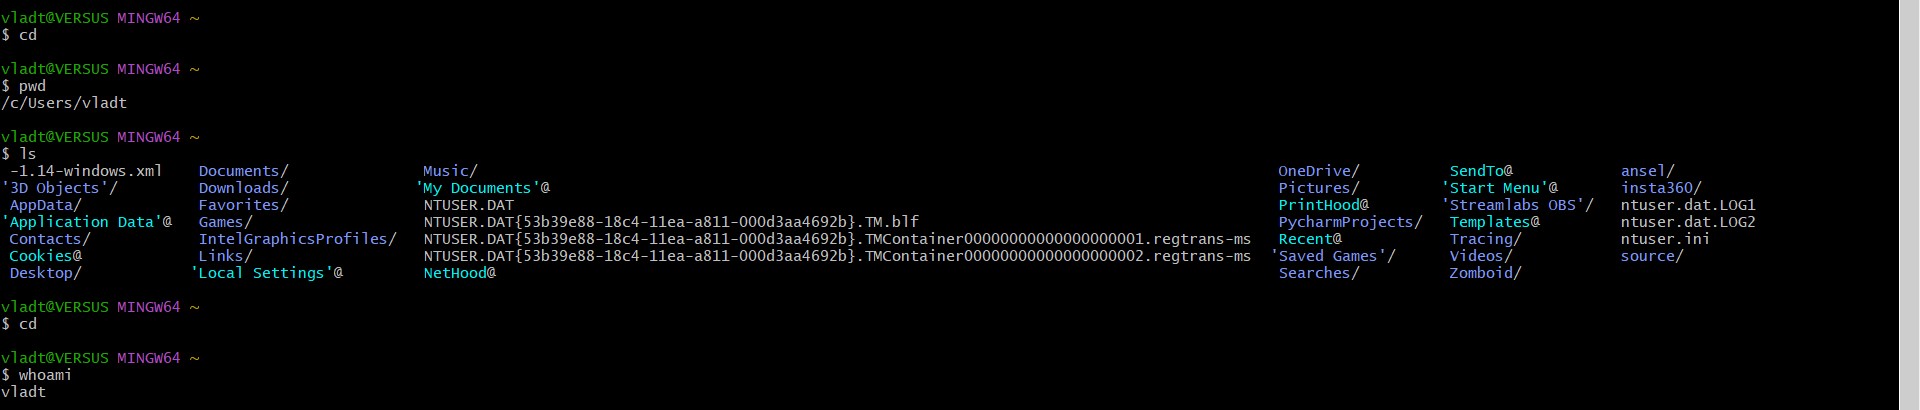 vladt@VERSUS MINGW64 ~
$ cd
vladt@VERSUS MINGW64 ~
$ pwd
/c/Users/vladt
vladt@VERSUS MINGW64 ~
$ ls
-1.14-windows.xml Documents/ Music/ OneDrive/ SendTo@ ansel/
'3D Objects'/ Downloads/ 'My Documents'@ Pictures/ 'Start Menu'@ insta360/
AppData/ Favorites/ NTUSER.DAT PrintHood@ 'Streamlabs OBS'/ ntuser.dat.LOG1
'Application Data'@ Games/ NTUSER.DAT{53b39e88-18c4-11ea-a811-000d3aa4692b}.TM.blf PycharmProjects/ Templates@ ntuser.dat.LOG2
Contacts/ IntelGraphicsProfiles/ NTUSER.DAT{53b39e88-18c4-11ea-a811-000d3aa4692b}.TMContainer00000000000000000001.regtrans-ms Recent@ Tracing/ ntuser.ini
Cookies@ Links/ NTUSER.DAT{53b39e88-18c4-11ea-a811-000d3aa4692b}.TMContainer00000000000000000002.regtrans-ms 'Saved Games'/ Videos/ source/
Desktop/ 'Local Settings'@ NetHood@ Searches/ Zomboid/
vladt@VERSUS MINGW64 ~
$ cd
vladt@VERSUS MINGW64 ~
$ whoami
vladt